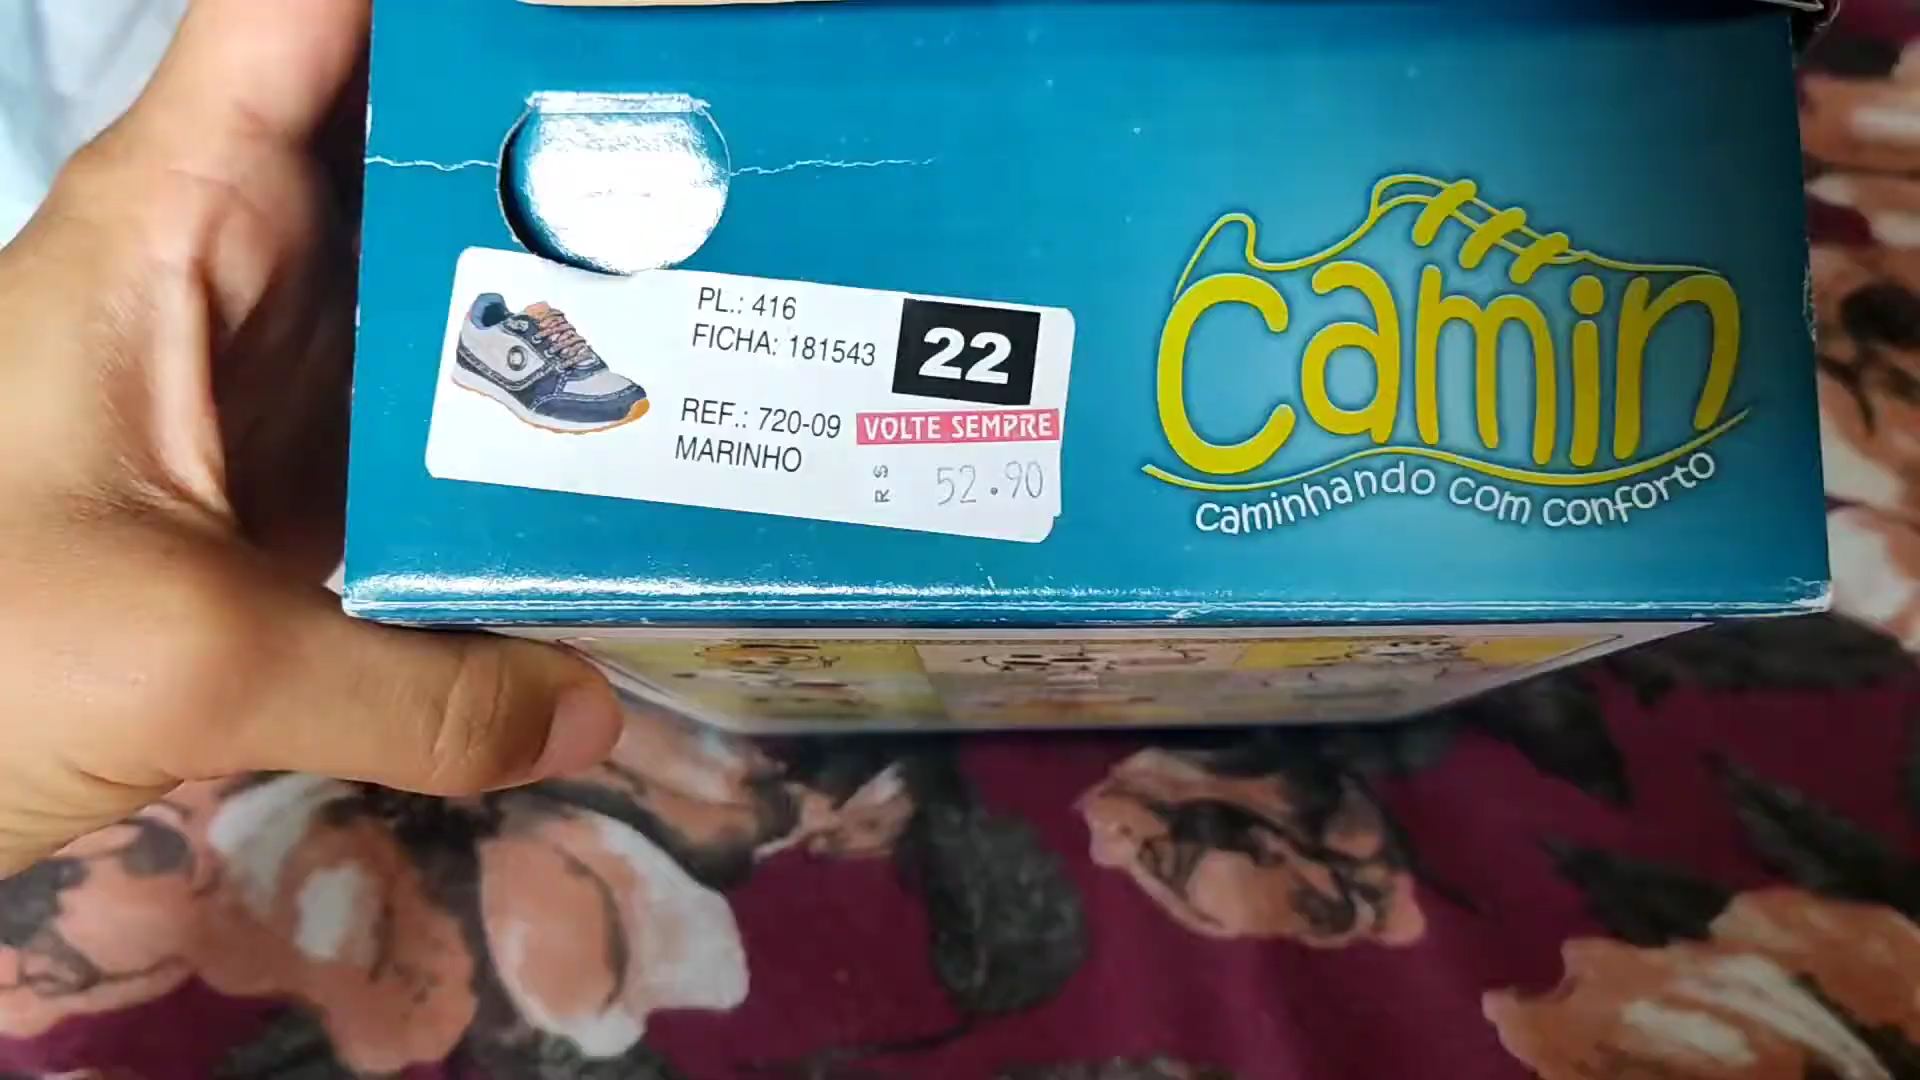 PL.: 416
FICHA: 181543
22
REF.: 720-09
MARINHO
VOLTE SEMPRE
R$ 52.90
camin
caminhando com conforto